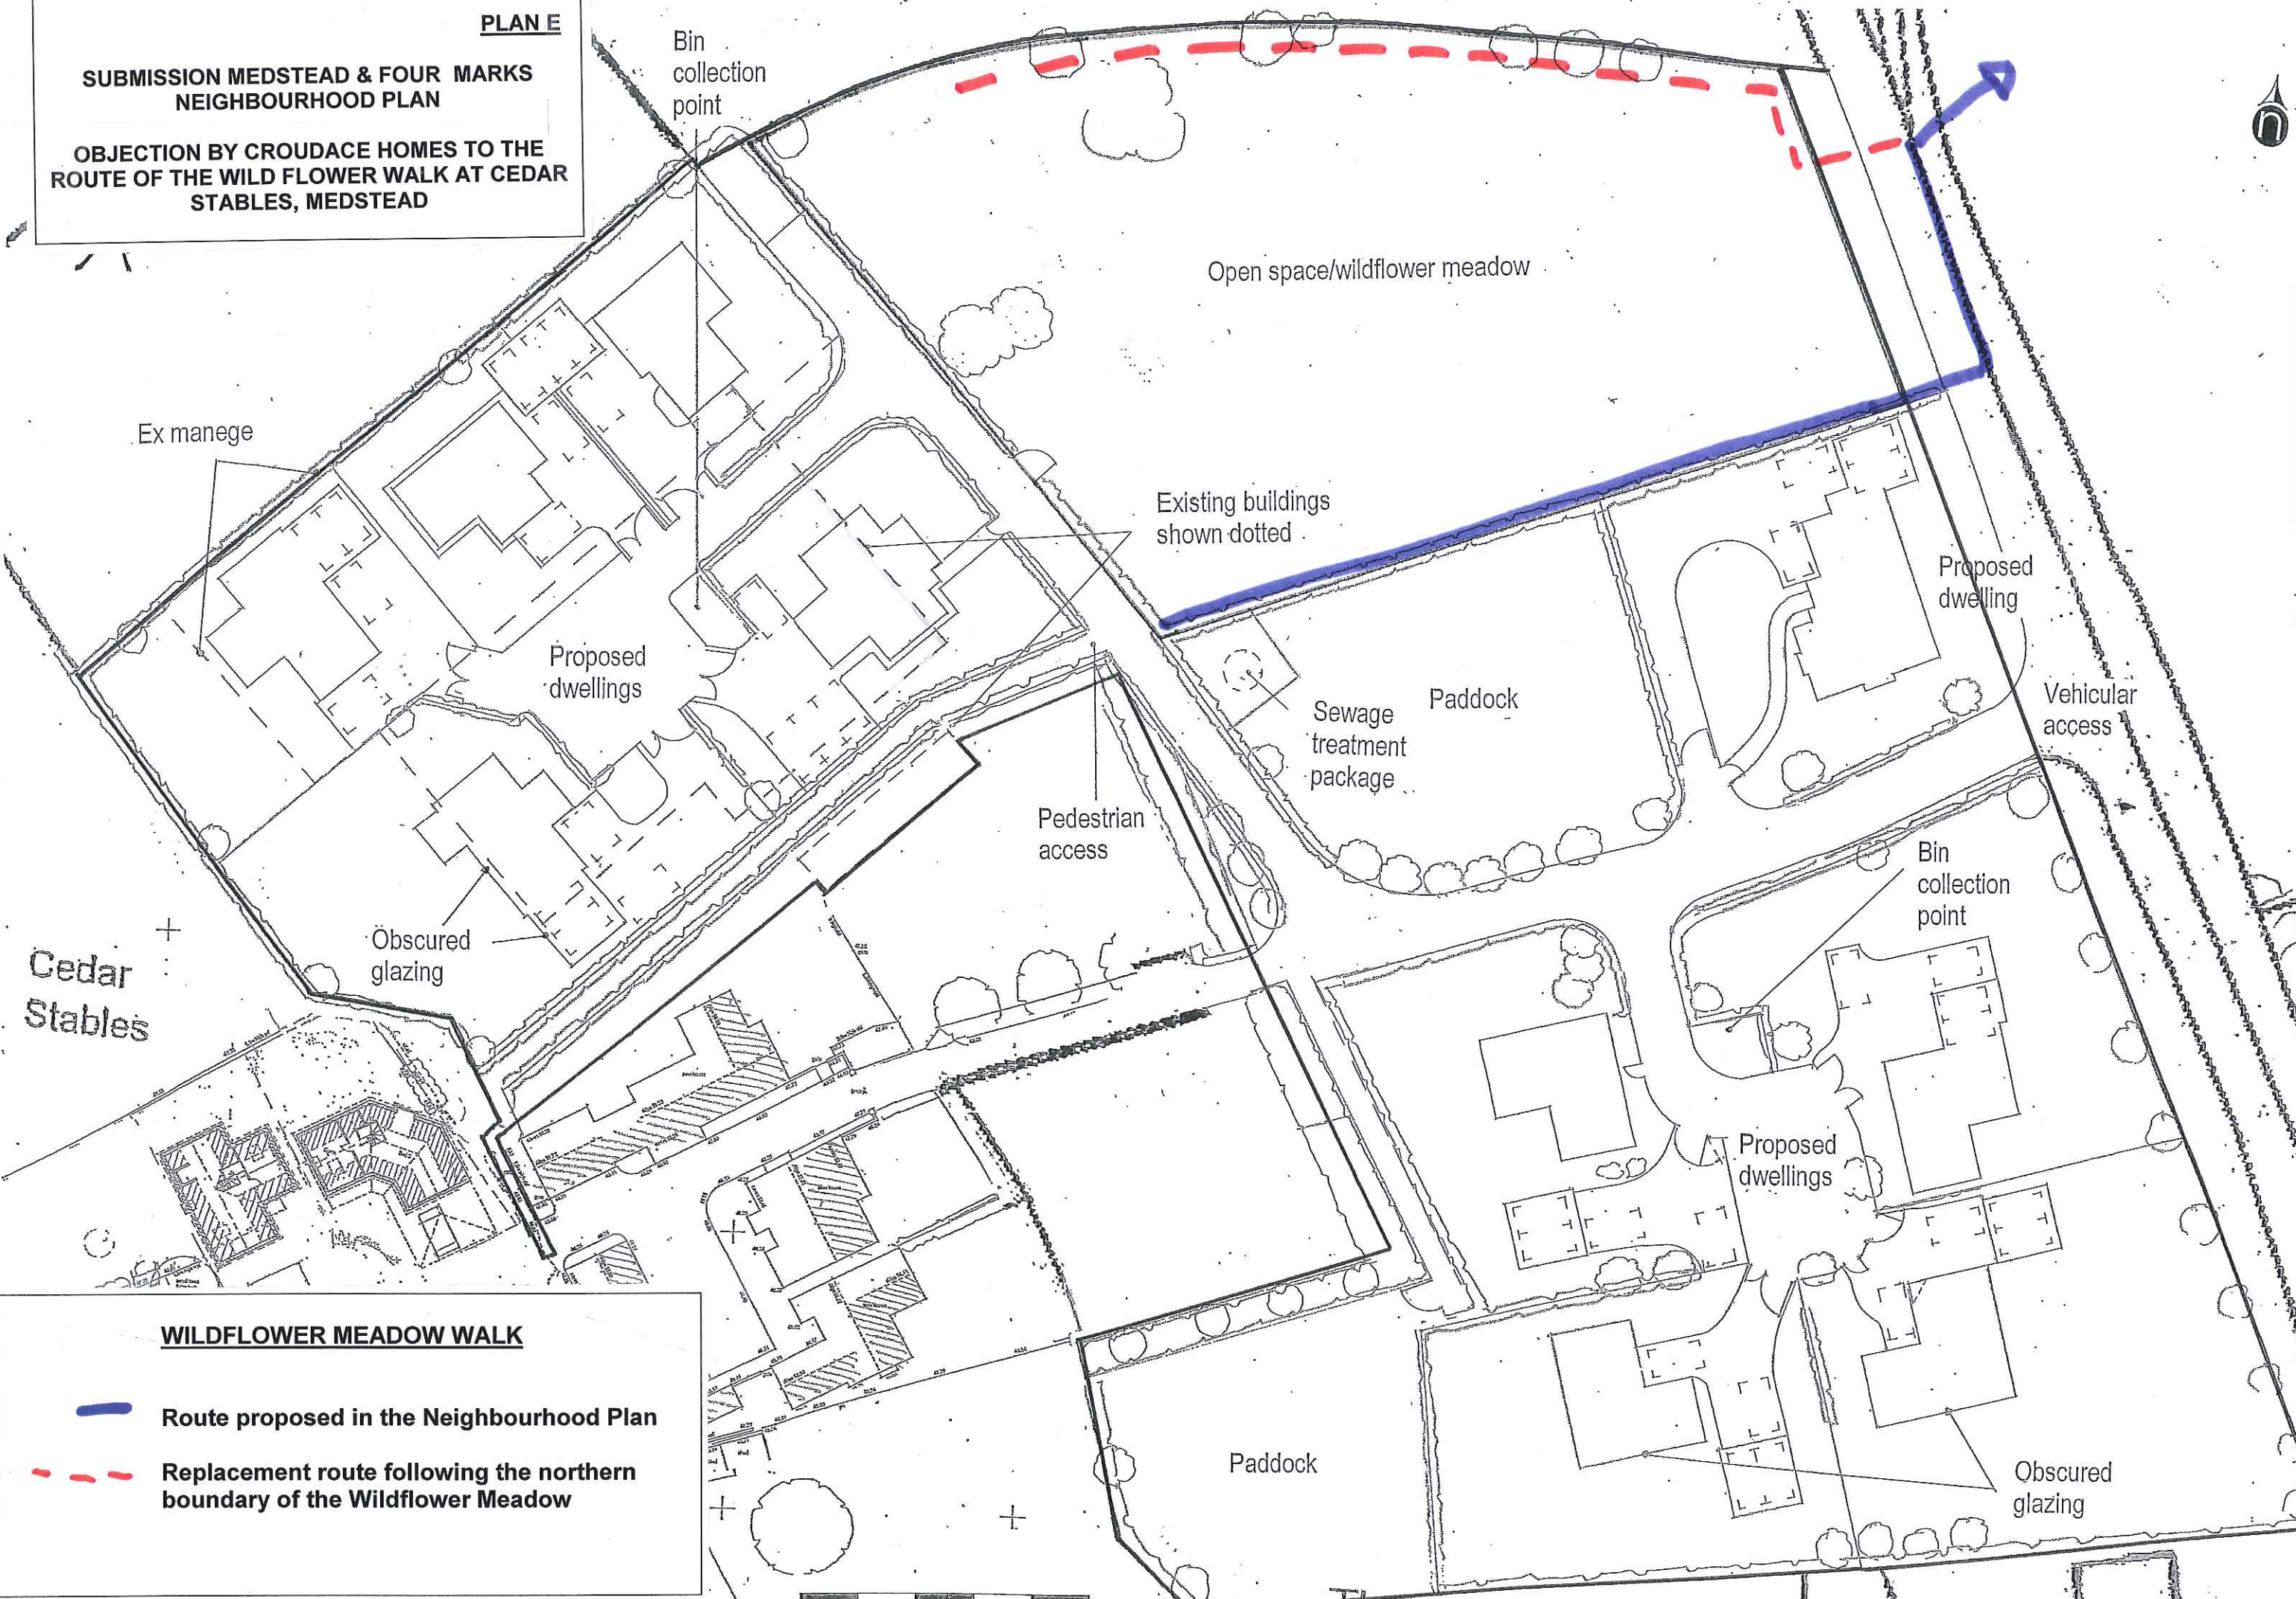 PLAN E
SUBMISSION MEDSTEAD & FOUR MARKS
NEIGHBOURHOOD PLAN
OBJECTION BY CROUDACE HOMES TO THE
ROUTE OF THE WILD FLOWER WALK AT CEDAR
STABLES, MEDSTEAD
Bin
collection
point
n
Open space/wildflower meadow
Ex manege
Existing buildings
shown dotted
Proposed
dwelling
Proposed
dwellings
Sewage
treatment
package
Paddock
Vehicular
access
Pedestrian
access
Bin
collection
point
Obscured
glazing
Cedar
Stables
Proposed
dwellings
Paddock
Obscured
glazing
WILDFLOWER MEADOW WALK
Route proposed in the Neighbourhood Plan
Replacement route following the northern
boundary of the Wildflower Meadow